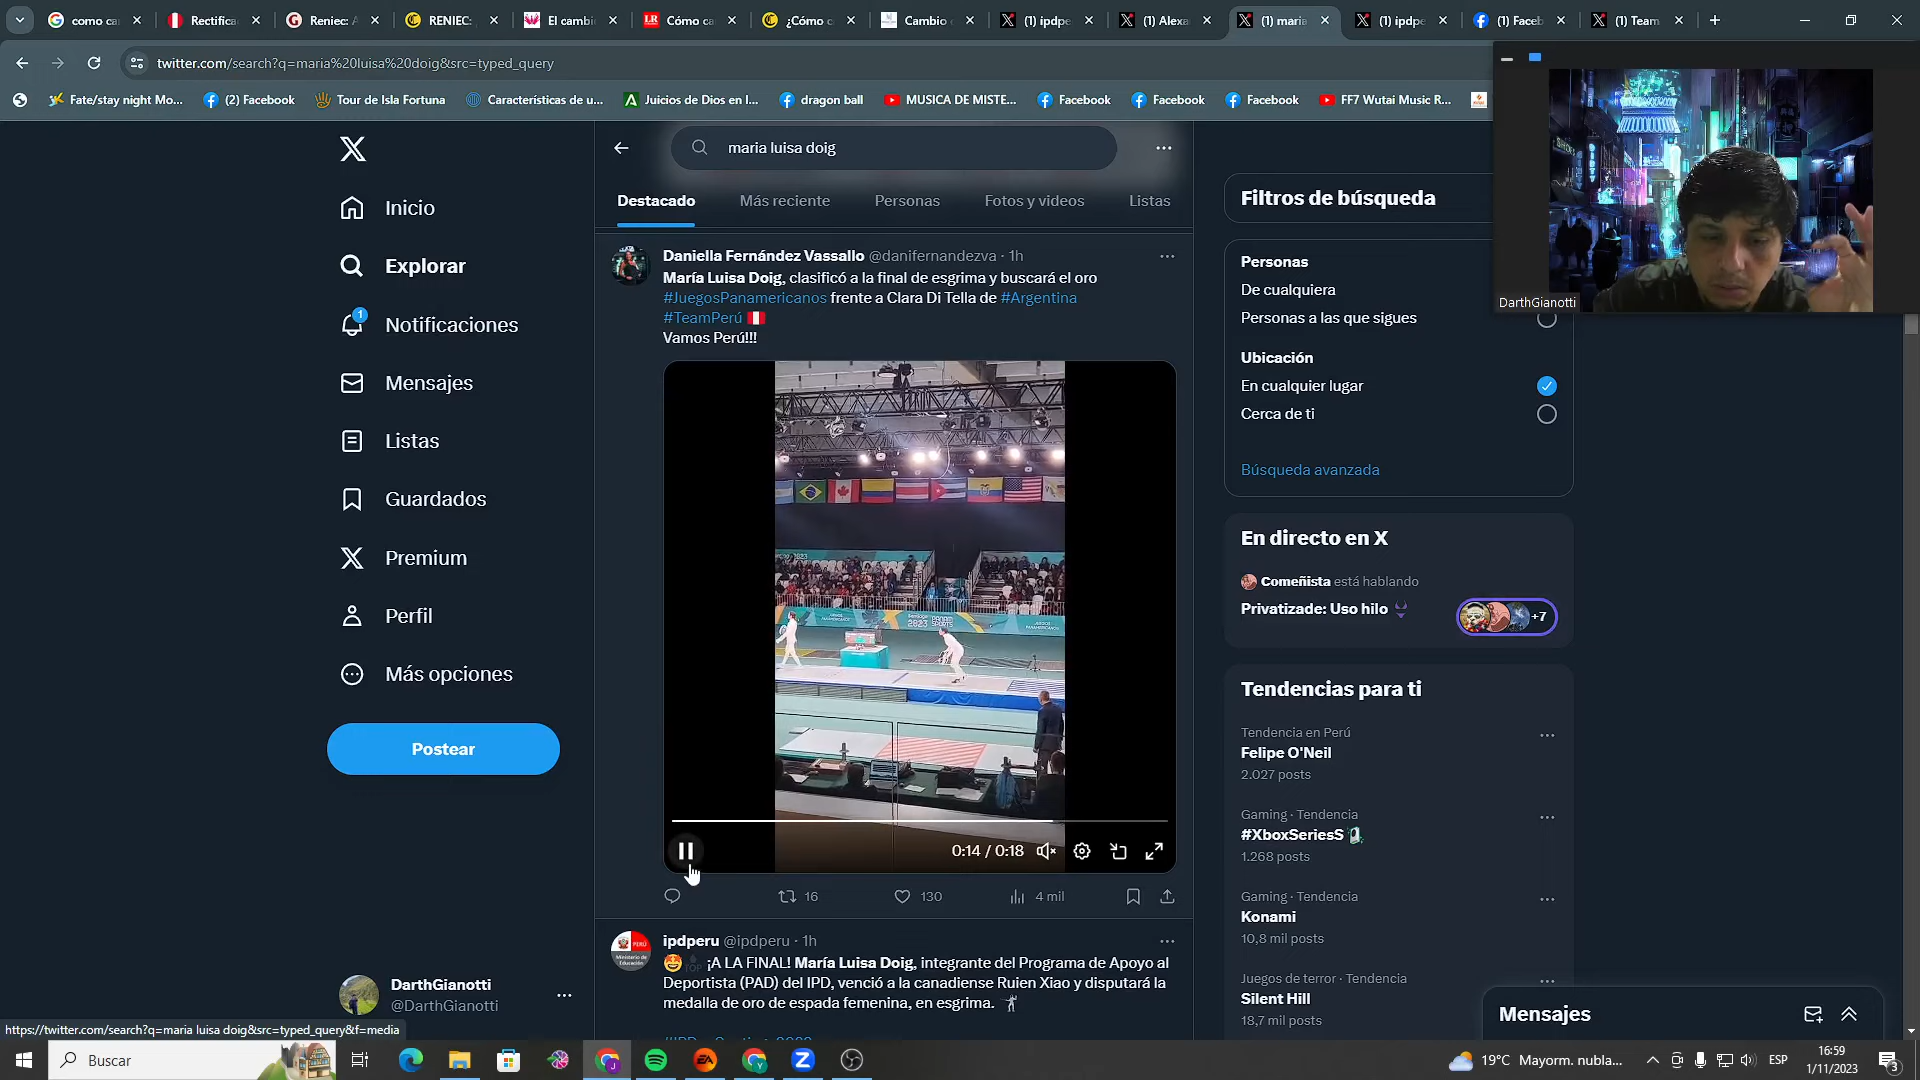 como ca
Rectifica
Reniec: A
RENIEC:
El cambi
Cómo ca
¿Cómo c
Cambio
(1) ipdpe
(1) Alexa
(1) maria
(1) ipdpe
(1) Faceb
(1) Team
twitter.com/search?q=maria%20luisa%20doig&src=typed_query
Fate/stay night Mo...
(2) Facebook
Tour de Isla Fortuna
Características de u...
Juicios de Dios en l...
dragon ball
MUSICA DE MISTE...
Facebook
Facebook
Facebook
FF7 Wutai Music R...
DarthGianotti
Inicio
Explorar
1
Notificaciones
Mensajes
Listas
Guardados
Premium
Perfil
Más opciones
Postear
DarthGianotti
@DarthGianotti
maria luisa doig
Destacado
Más reciente
Personas
Fotos y videos
Listas
Daniella Fernández Vassallo @danifernandezva · 1h
María Luisa Doig, clasificó a la final de esgrima y buscará el oro
#JuegosPanamericanos frente a Clara Di Tella de #Argentina
#TeamPerú
Vamos Perú!!!
0:14 / 0:18
16
130
4 mil
ipdperu @ipdperu · 1h
¡A LA FINAL! María Luisa Doig, integrante del Programa de Apoyo al
Deportista (PAD) del IPD, venció a la canadiense Ruien Xiao y disputará la
medalla de oro de espada femenina, en esgrima.
Filtros de búsqueda
Personas
De cualquiera
Personas a las que sigues
Ubicación
En cualquier lugar
Cerca de ti
Búsqueda avanzada
En directo en X
Comeñista está hablando
Privatizade: Uso hilo
+7
Tendencias para ti
Tendencia en Perú
Felipe O'Neil
2.027 posts
Gaming · Tendencia
#XboxSeriesS
1.268 posts
Gaming · Tendencia
Konami
10,8 mil posts
Juegos de terror · Tendencia
Silent Hill
18,7 mil posts
Mensajes
https://twitter.com/search?q=maria luisa doig&src=typed_query&f=media
Buscar
19°C Mayorm. nubla...
ESP
16:59
1/11/2023
3